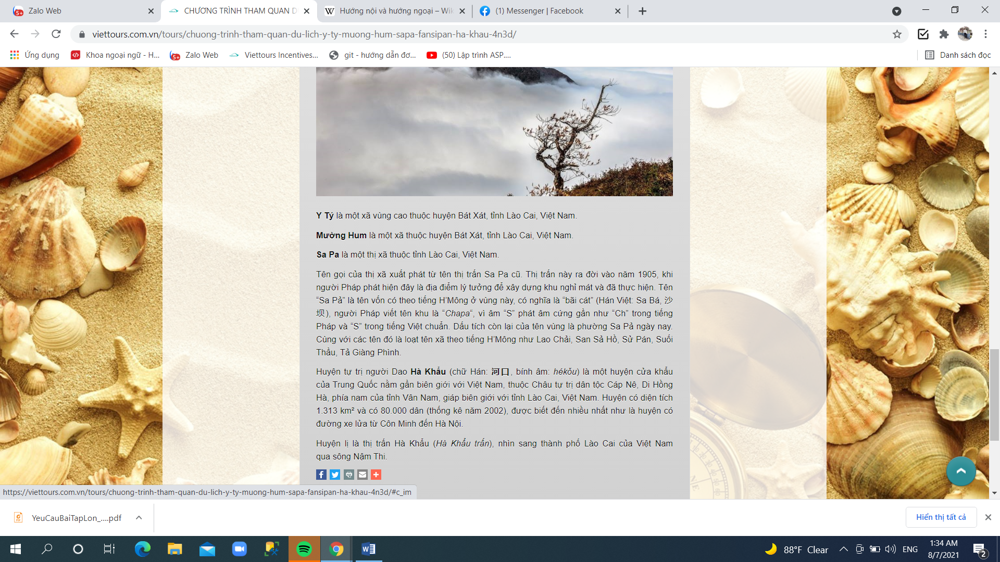 Zalo Web
CHƯƠNG TRÌNH THAM QUAN D
Hướng nội và hướng ngoại – Wik
(1) Messenger | Facebook
viettours.com.vn/tours/chuong-trinh-tham-quan-du-lich-y-ty-muong-hum-sapa-fansipan-ha-khau-4n3d/
Ứng dụng
Khoa ngoại ngữ - H...
Zalo Web
Viettours Incentives...
git - hướng dẫn đơ...
(50) Lập trình ASP....
Danh sách đọc
Y Tý là một xã vùng cao thuộc huyện Bát Xát, tỉnh Lào Cai, Việt Nam.
Mường Hum là một xã thuộc huyện Bát Xát, tỉnh Lào Cai, Việt Nam.
Sa Pa là một thị xã thuộc tỉnh Lào Cai, Việt Nam.
Tên gọi của thị xã xuất phát từ tên thị trấn Sa Pa cũ. Thị trấn này ra đời vào năm 1905, khi
người Pháp phát hiện đây là địa điểm lý tưởng để xây dựng khu nghỉ mát và đã thực hiện. Tên
“Sa Pả” là tên vốn có theo tiếng H’Mông ở vùng này, có nghĩa là “bãi cát” (Hán Việt: Sa Bá, 沙
坝), người Pháp viết tên khu là “Chapa“, vì âm “S” phát âm cứng gần như “Ch” trong tiếng
Pháp và “S” trong tiếng Việt chuẩn. Dấu tích còn lại của tên vùng là phường Sa Pả ngày nay.
Cùng với các tên đó là loạt tên xã theo tiếng H’Mông như Lao Chải, San Sả Hồ, Sử Pán, Suối
Thầu, Tả Giàng Phình.
Huyện tự trị người Dao Hà Khẩu (chữ Hán: 河口, bính âm: hékǒu) là một huyện cửa khẩu
của Trung Quốc nằm gần biên giới với Việt Nam, thuộc Châu tự trị dân tộc Cáp Nê, Di Hồng
Hà, phía nam của tỉnh Vân Nam, giáp biên giới với tỉnh Lào Cai, Việt Nam. Huyện có diện tích
1.313 km² và có 80.000 dân (thống kê năm 2002), được biết đến nhiều nhất như là huyện có
đường xe lửa từ Côn Minh đến Hà Nội.
Huyện lị là thị trấn Hà Khẩu (Hà Khẩu trấn), nhìn sang thành phố Lào Cai của Việt Nam
qua sông Nậm Thi.
https://viettours.com.vn/tours/chuong-trinh-tham-quan-du-lich-y-ty-muong-hum-sapa-fansipan-ha-khau-4n3d/#c_im
YeuCauBaiTapLon_....pdf
Hiển thị tất cả
88°F Clear
ENG
1:34 AM
8/7/2021
2